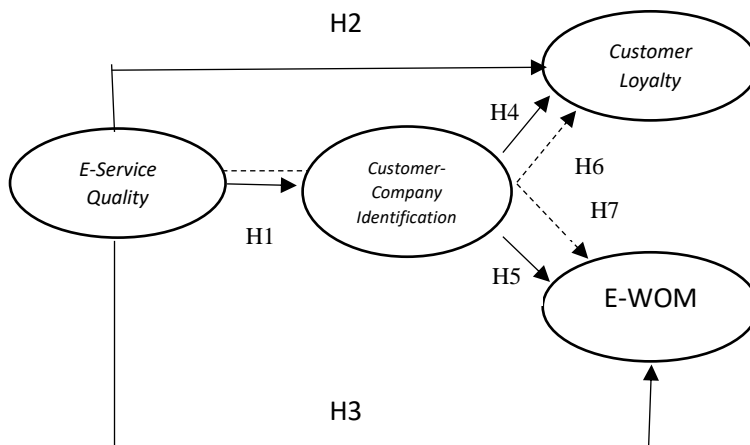 H2
Customer
Loyalty
H4
E-Service
Quality
Customer-
Company
Identification
H6
H1
H7
H5
E-WOM
H3